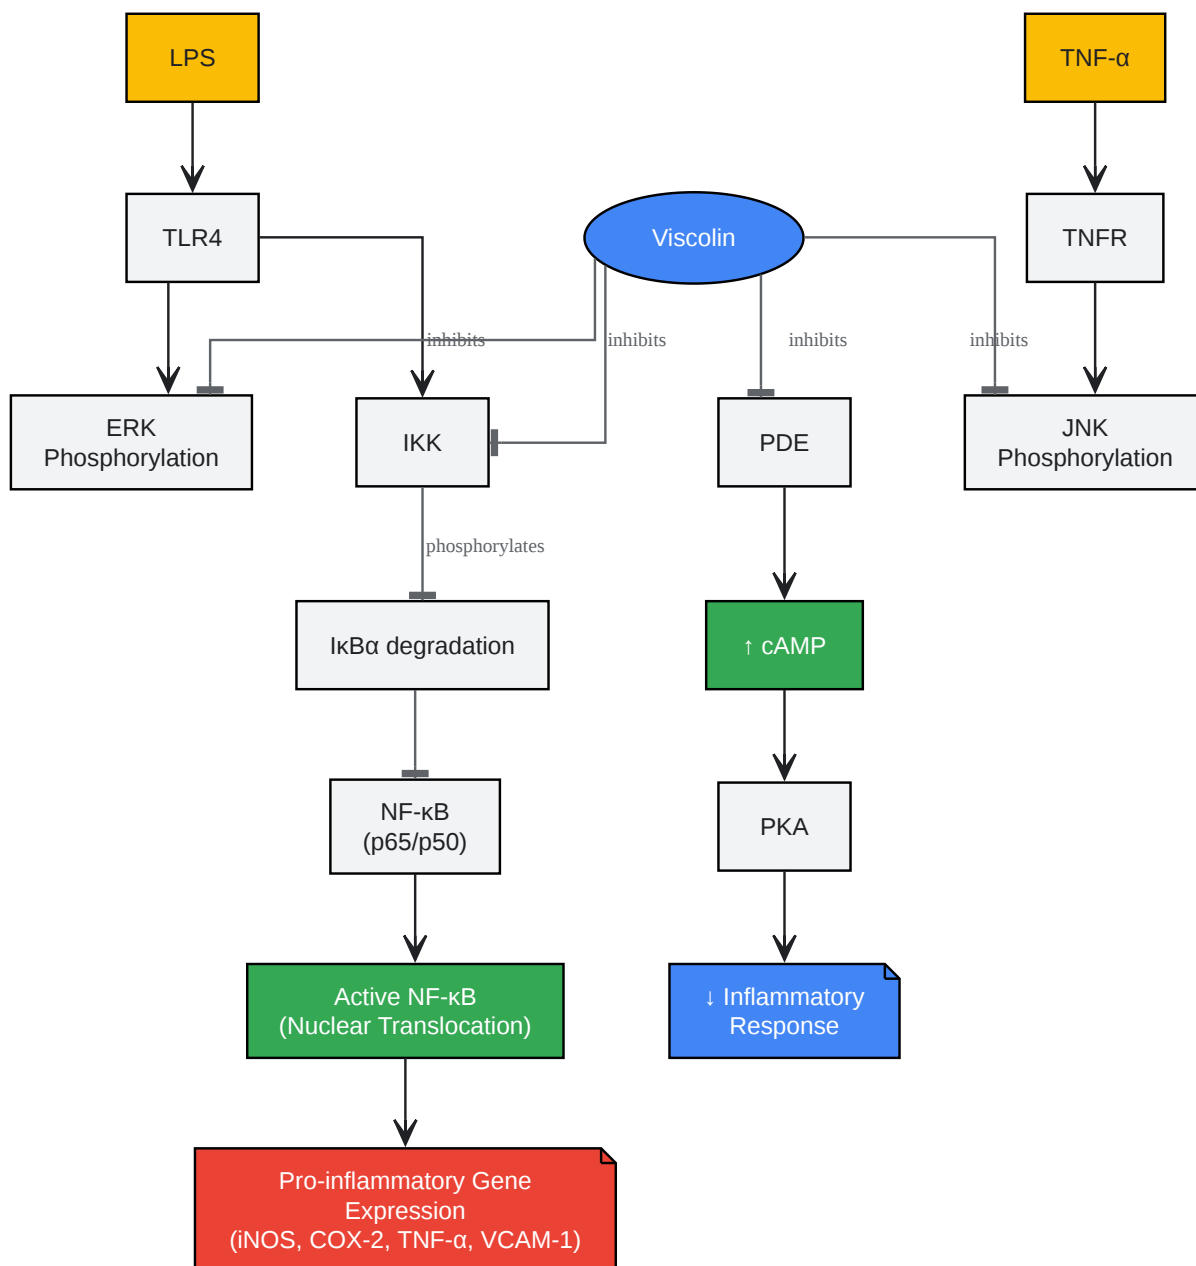 LPS
TNF-α
TLR4
Viscolin
TNFR
inhibits
inhibits
inhibits
inhibits
ERK
Phosphorylation
IKK
PDE
JNK
Phosphorylation
phosphorylates
IκBα degradation
↑ cAMP
NF-κB
(p65/p50)
PKA
Active NF-κB
(Nuclear Translocation)
↓ Inflammatory
Response
Pro-inflammatory Gene
Expression
(iNOS, COX-2, TNF-α, VCAM-1)